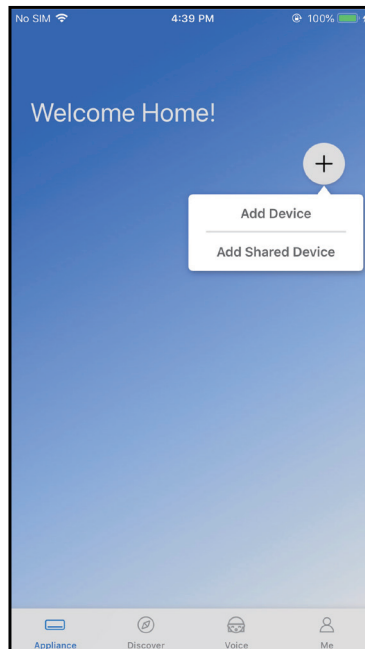 No SIM 4:39 PM 100%
Welcome Home!
+
Add Device
Add Shared Device
Appliance Discover Voice Me